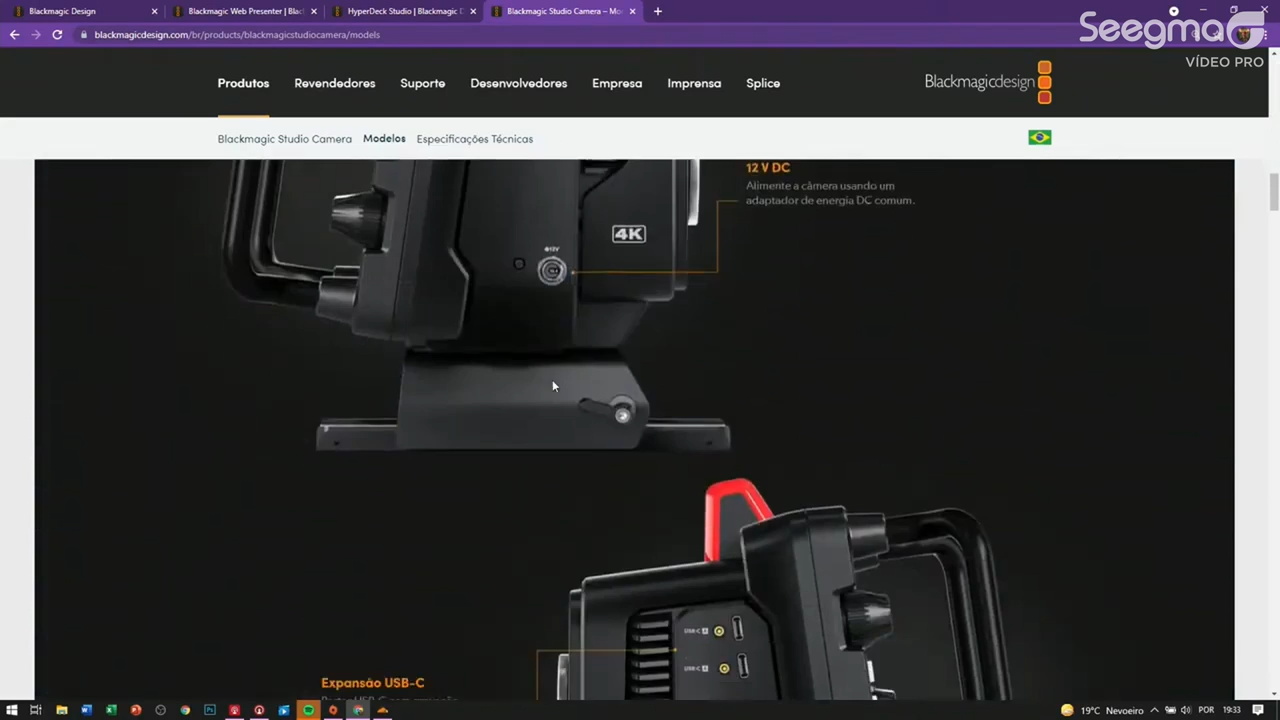 Blackmagic Design
Blackmagic Web Presenter | Blac
HyperDeck Studio | Blackmagic D
Blackmagic Studio Camera – Mo
blackmagicdesign.com/br/products/blackmagicstudiocamera/models
Seegma
VÍDEO PRO
Produtos
Revendedores
Suporte
Desenvolvedores
Empresa
Imprensa
Splice
Blackmagicdesign
Blackmagic Studio Camera
Modelos
Especificações Técnicas
12 V DC
Alimente a câmera usando um
adaptador de energia DC comum.
4K
USB-C
USB-C
Expansão USB-C
19°C Nevoeiro
POR
19:33